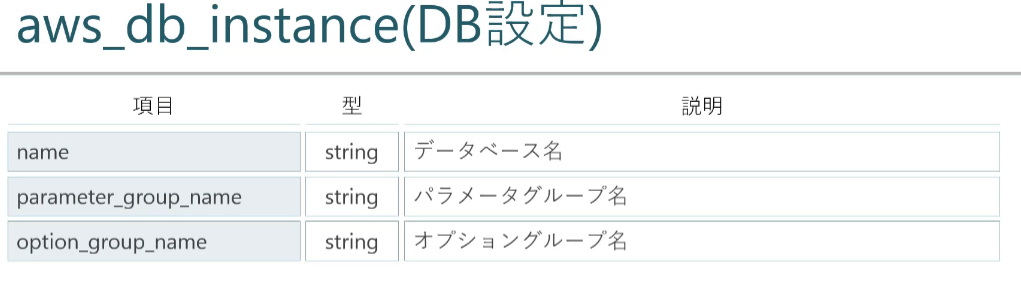 aws_db_instance(DB設定)
項目 型 説明
name string データベース名
parameter_group_name string パラメータグループ名
option_group_name string オプショングループ名